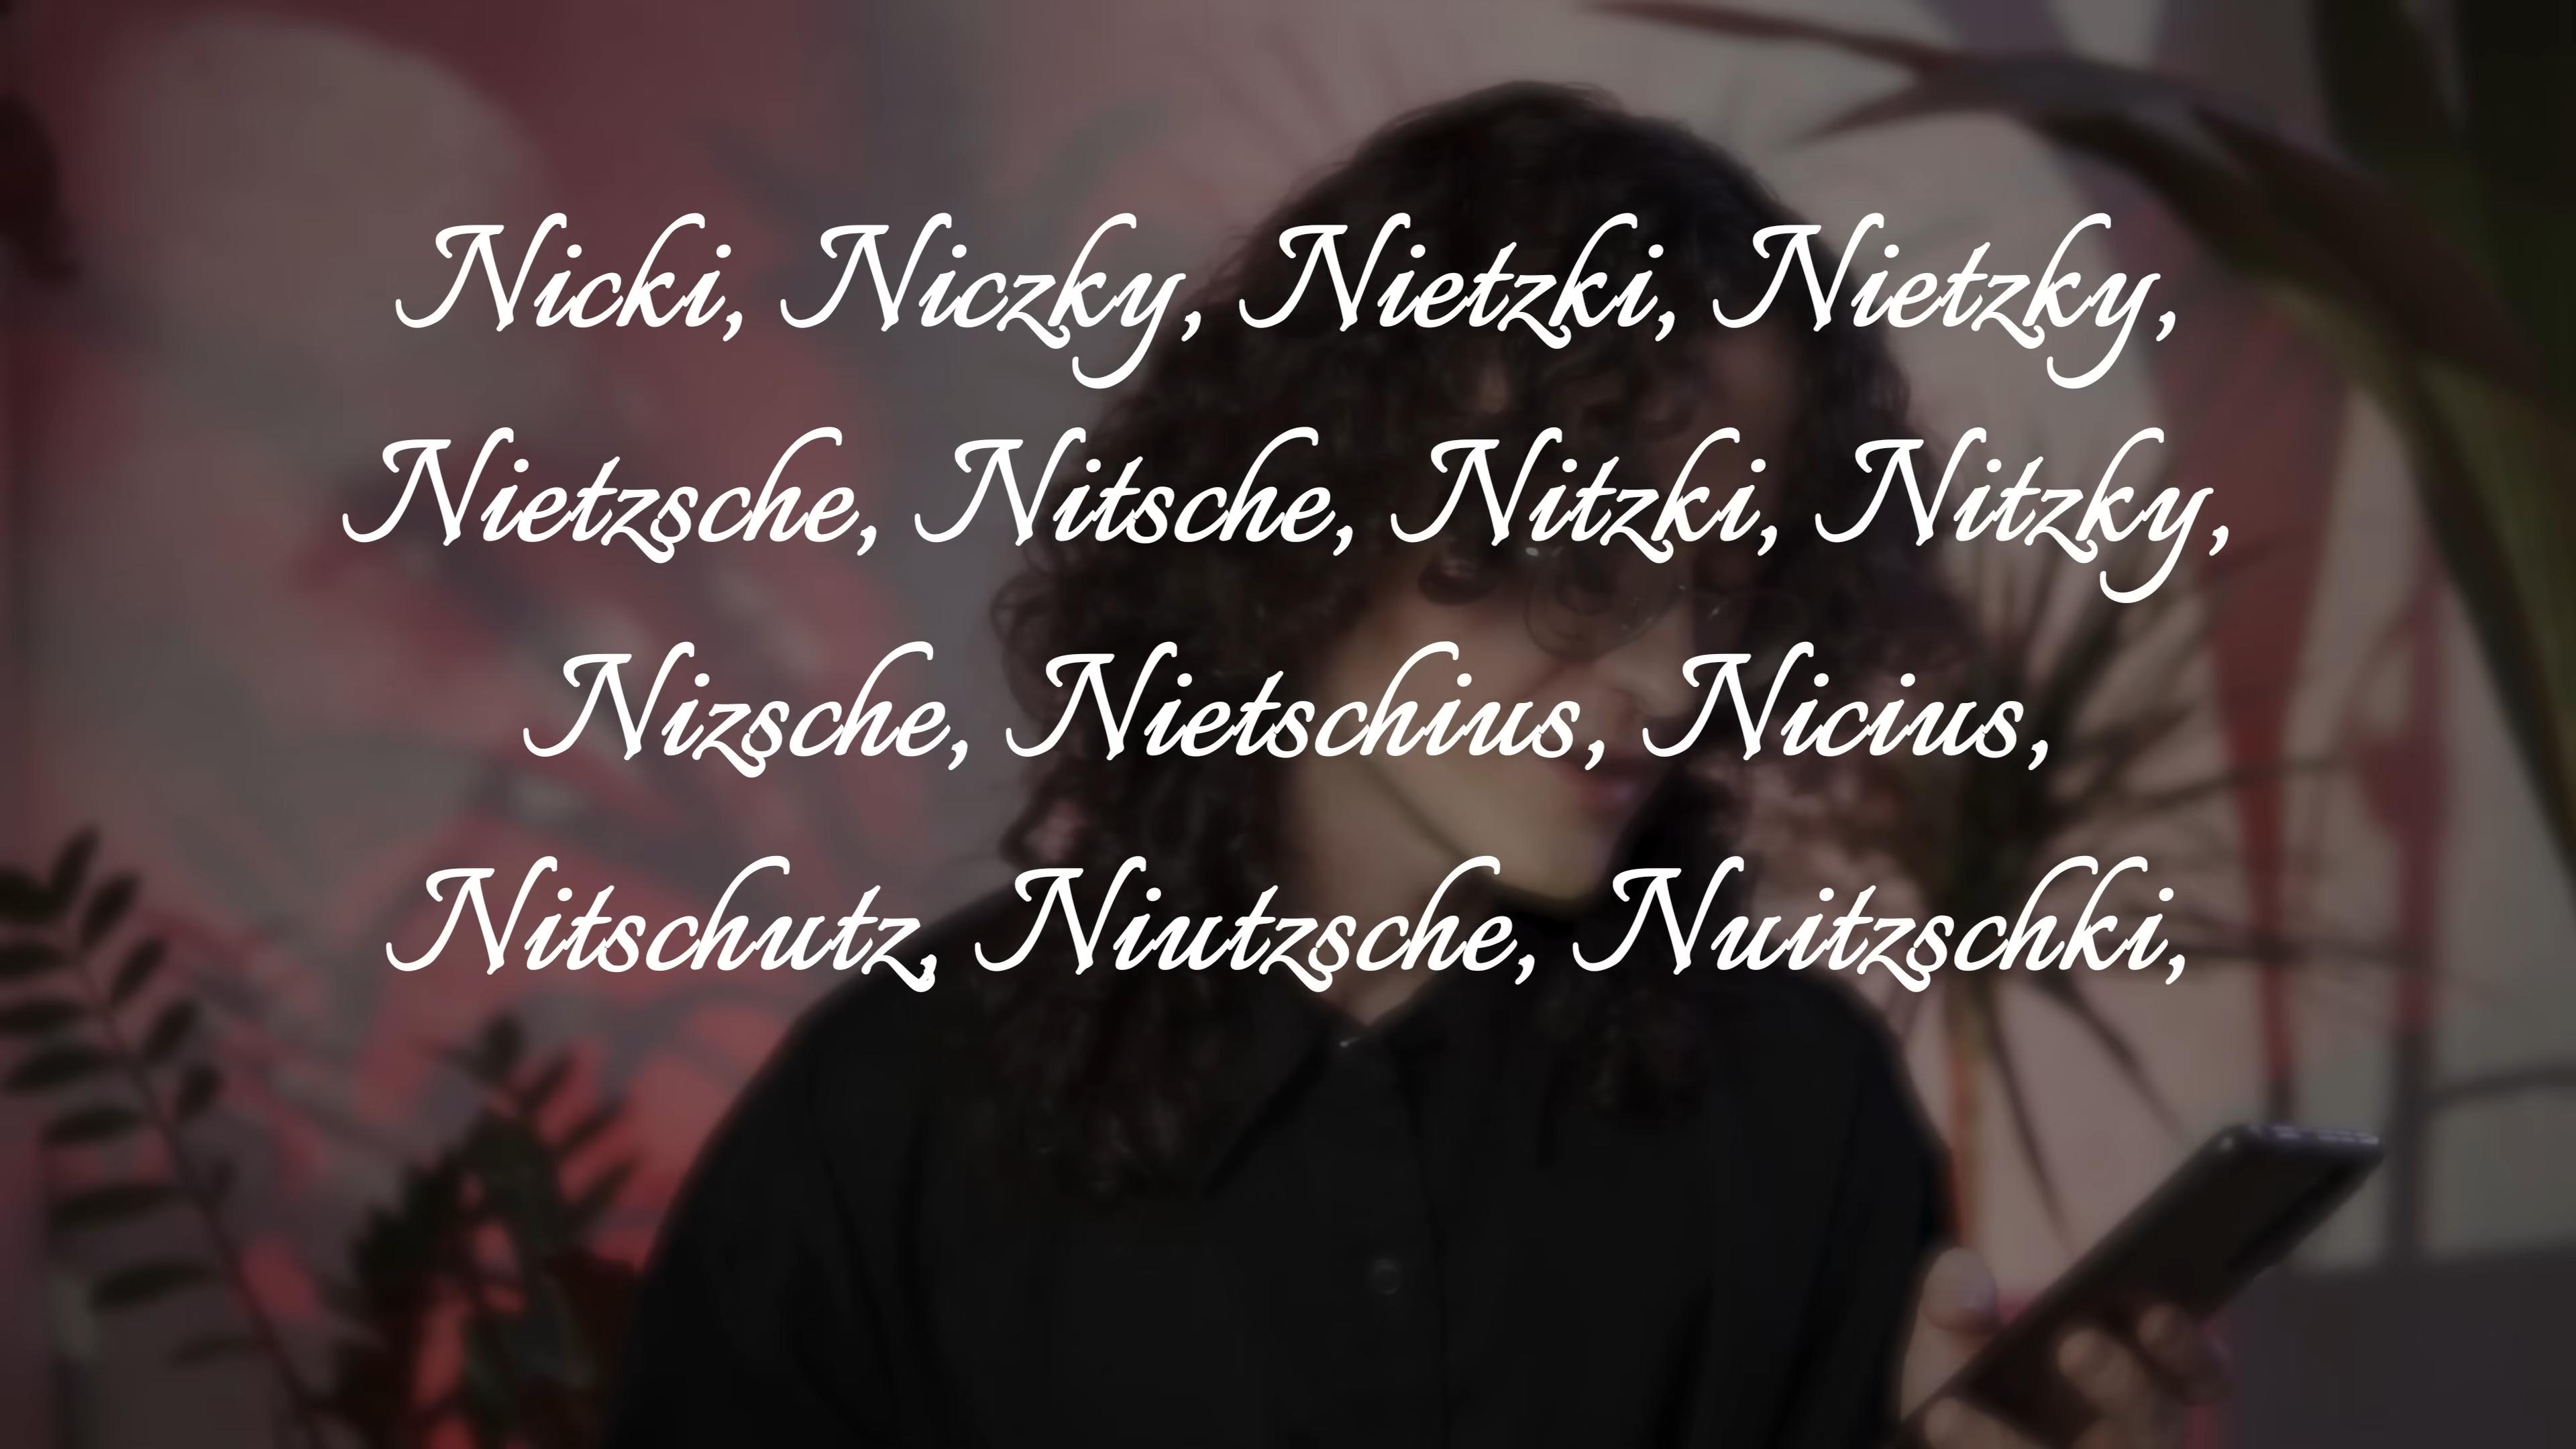 Nicki, Niczky, Nietzki, Nietzky,
Nietzsche, Nitsche, Nitzki, Nitzky,
Nizsche, Nietschius, Nicius,
Nitschutz, Niutzsche, Nuitzschki,